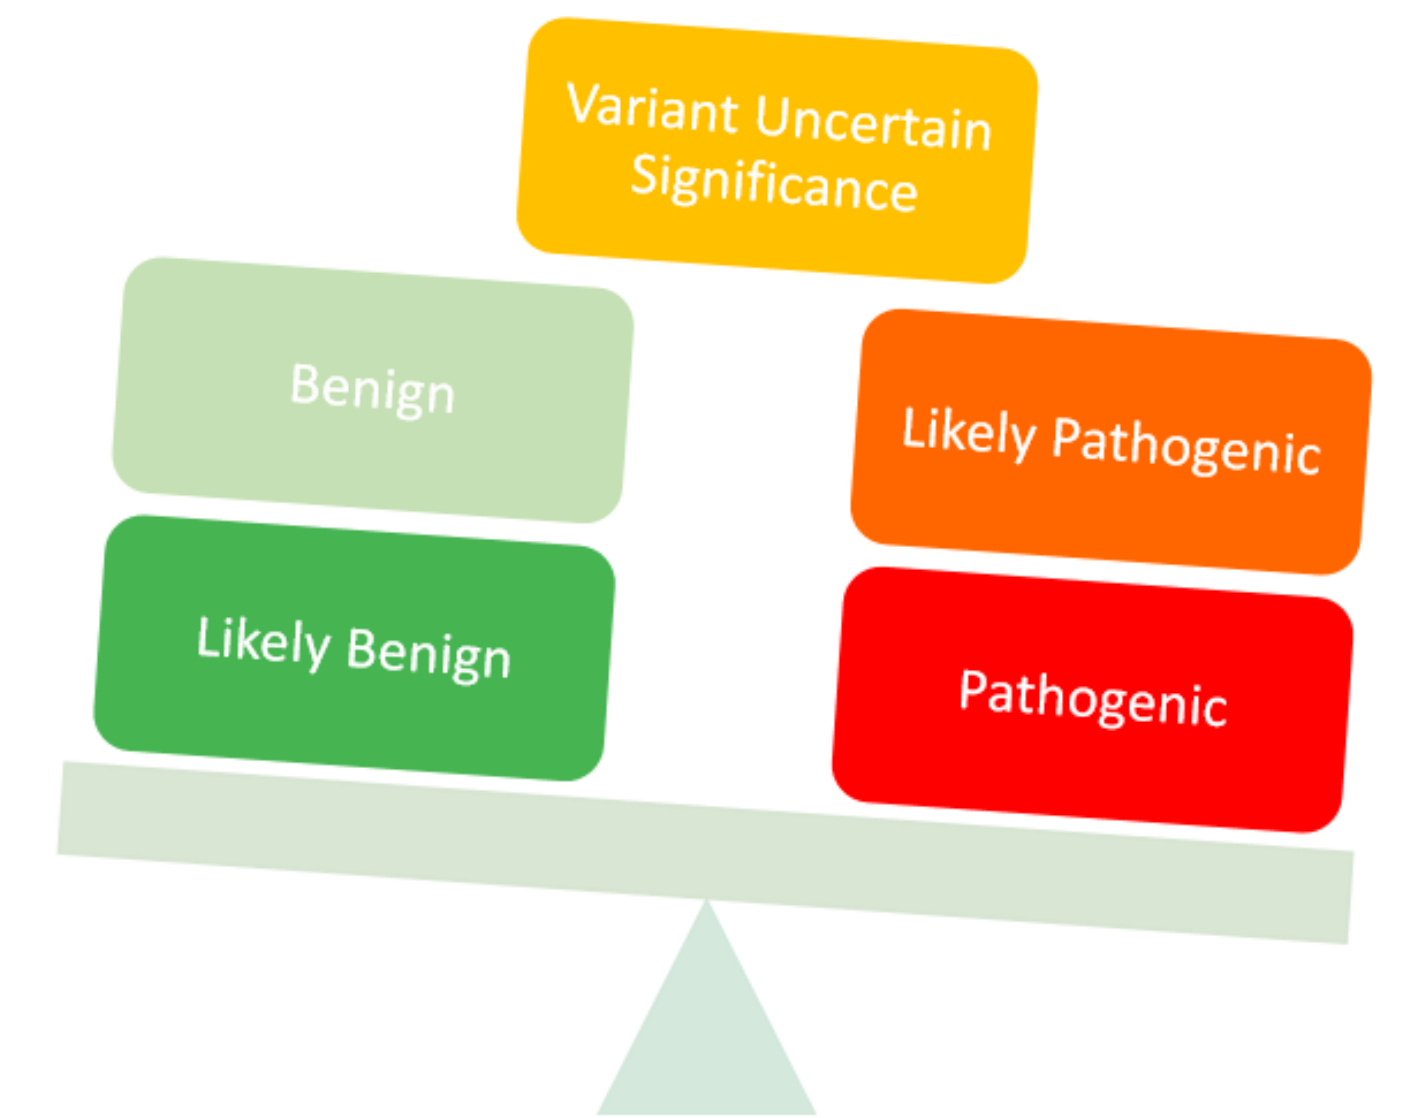 Variant Uncertain
Significance
Benign
Likely Pathogenic
Likely Benign
Pathogenic